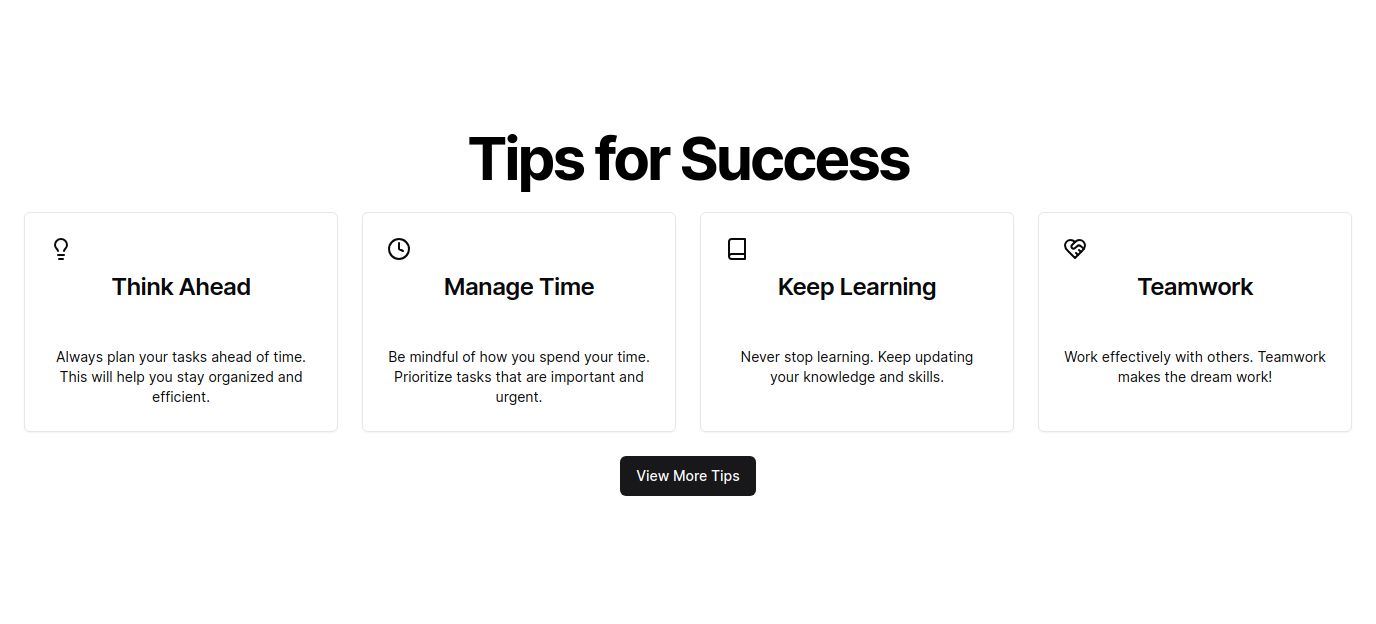 Tips for Success
Think Ahead
Always plan your tasks ahead of time.
This will help you stay organized and
efficient.
Manage Time
Be mindful of how you spend your time.
Prioritize tasks that are important and
urgent.
Keep Learning
Never stop learning. Keep updating
your knowledge and skills.
Teamwork
Work effectively with others. Teamwork
makes the dream work!
View More Tips